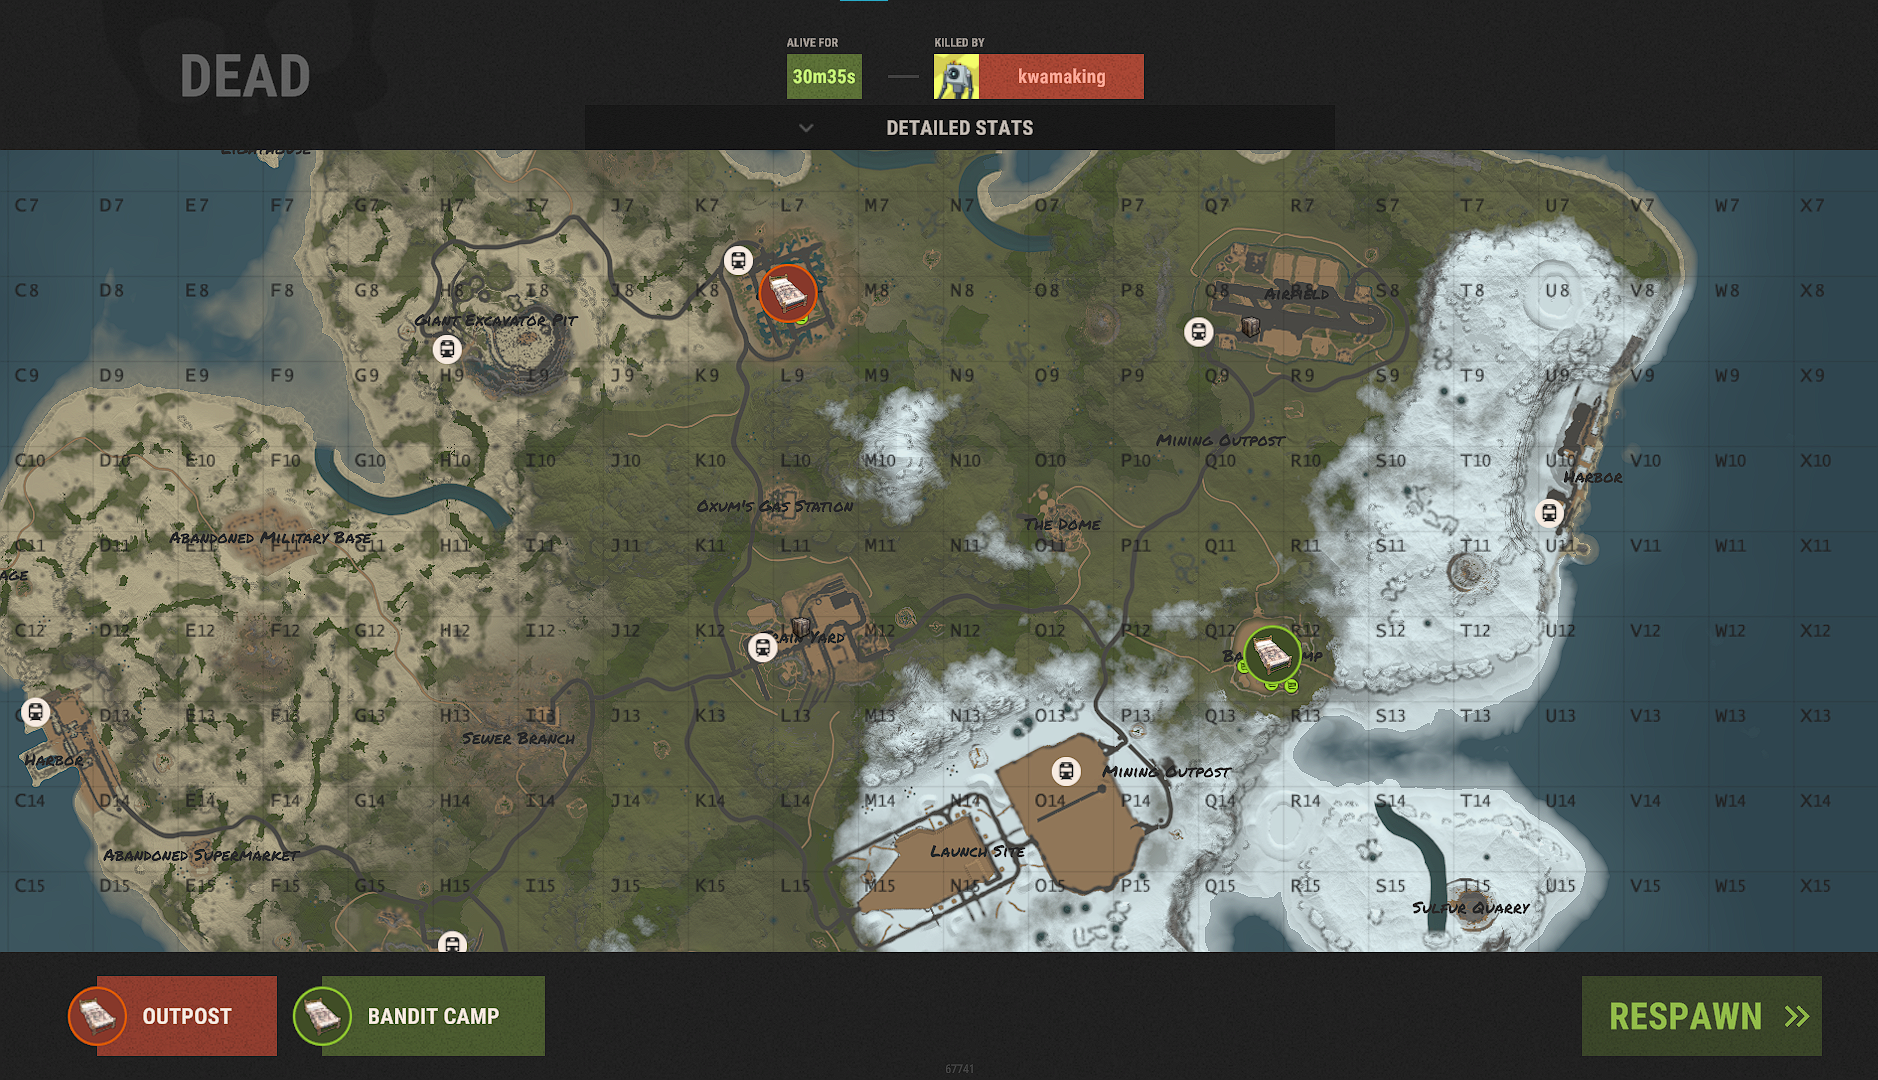 DEAD
ALIVE FOR
30m35s
KILLED BY
kwamaking
DETAILED STATS
C7 D7 E7 F7 G7 H7 I7 J7 K7 L7 M7 N7 O7 P7 Q7 R7 S7 T7 U7 V7 W7 X7
C8 D8 E8 F8 G8 H8 I8 J8 K8 M8 N8 O8 P8 Q8 R8 S8 T8 U8 V8 W8 X8
AIRFIELD
GIANT EXCAVATOR PIT
C9 D9 E9 F9 G9 H9 I9 J9 K9 L9 M9 N9 O9 P9 Q9 R9 S9 T9 U9 V9 W9 X9
MINING OUTPOST
C10 D10 E10 F10 G10 H10 I10 J10 K10 L10 M10 N10 O10 P10 Q10 R10 S10 T10 U10 V10 W10 X10
HARBOR
OXUM'S GAS STATION
THE DOME
ABANDONED MILITARY BASE
C11 D11 E11 F11 G11 H11 I11 J11 K11 L11 M11 N11 O11 P11 Q11 R11 S11 T11 U11 V11 W11 X11
AGE
C12 D12 E12 F12 G12 H12 I12 J12 K12 M12 N12 O12 P12 Q12 R12 S12 T12 U12 V12 W12 X12
RAIN YARD
BA MP
D13 E13 F13 G13 H13 I13 J13 K13 L13 M13 N13 O13 P13 Q13 R13 S13 T13 U13 V13 W13 X13
SEWER BRANCH
HARBOR
MINING OUTPOST
C14 D14 E14 F14 G14 H14 I14 J14 K14 L14 M14 N14 O14 P14 Q14 R14 S14 T14 U14 V14 W14 X14
LAUNCH SITE
ABANDONED SUPERMARKET
C15 D15 E15 F15 G15 H15 I15 J15 K15 L15 M15 N15 O15 P15 Q15 R15 S15 T15 U15 V15 W15 X15
SULFUR QUARRY
OUTPOST
BANDIT CAMP
RESPAWN
67741